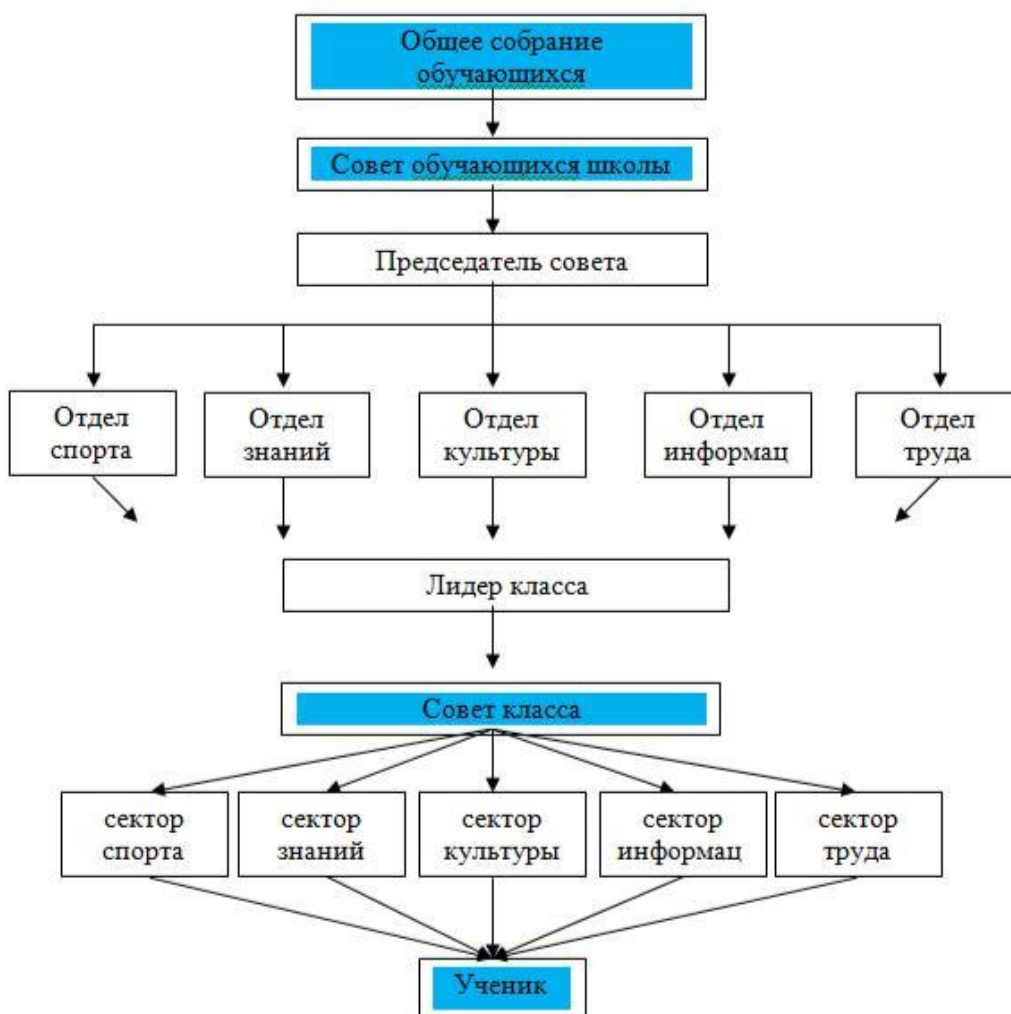 Общее собрание
обучающихся
Совет обучающихся школы
Председатель совета
Отдел
спорта
Отдел
знаний
Отдел
культуры
Отдел
информац
Отдел
труда
Лидер класса
Совет класса
сектор
спорта
сектор
знаний
сектор
культуры
сектор
информац
сектор
труда
Ученик